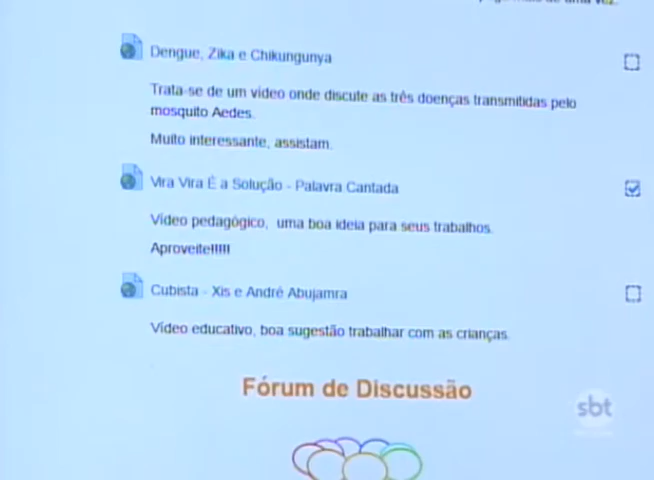 Dengue, Zika e Chikungunya
Trata-se de um vídeo onde discute as três doenças transmitidas pelo
mosquito Aedes.
Muito interessante, assistam.
Vira Vira É a Solução - Palavra Cantada
Vídeo pedagógico, uma boa ideia para seus trabalhos.
Aproveite!!!!!
Cubista - Xis e André Abujamra
Vídeo educativo, boa sugestão trabalhar com as crianças.
Fórum de Discussão
sbt